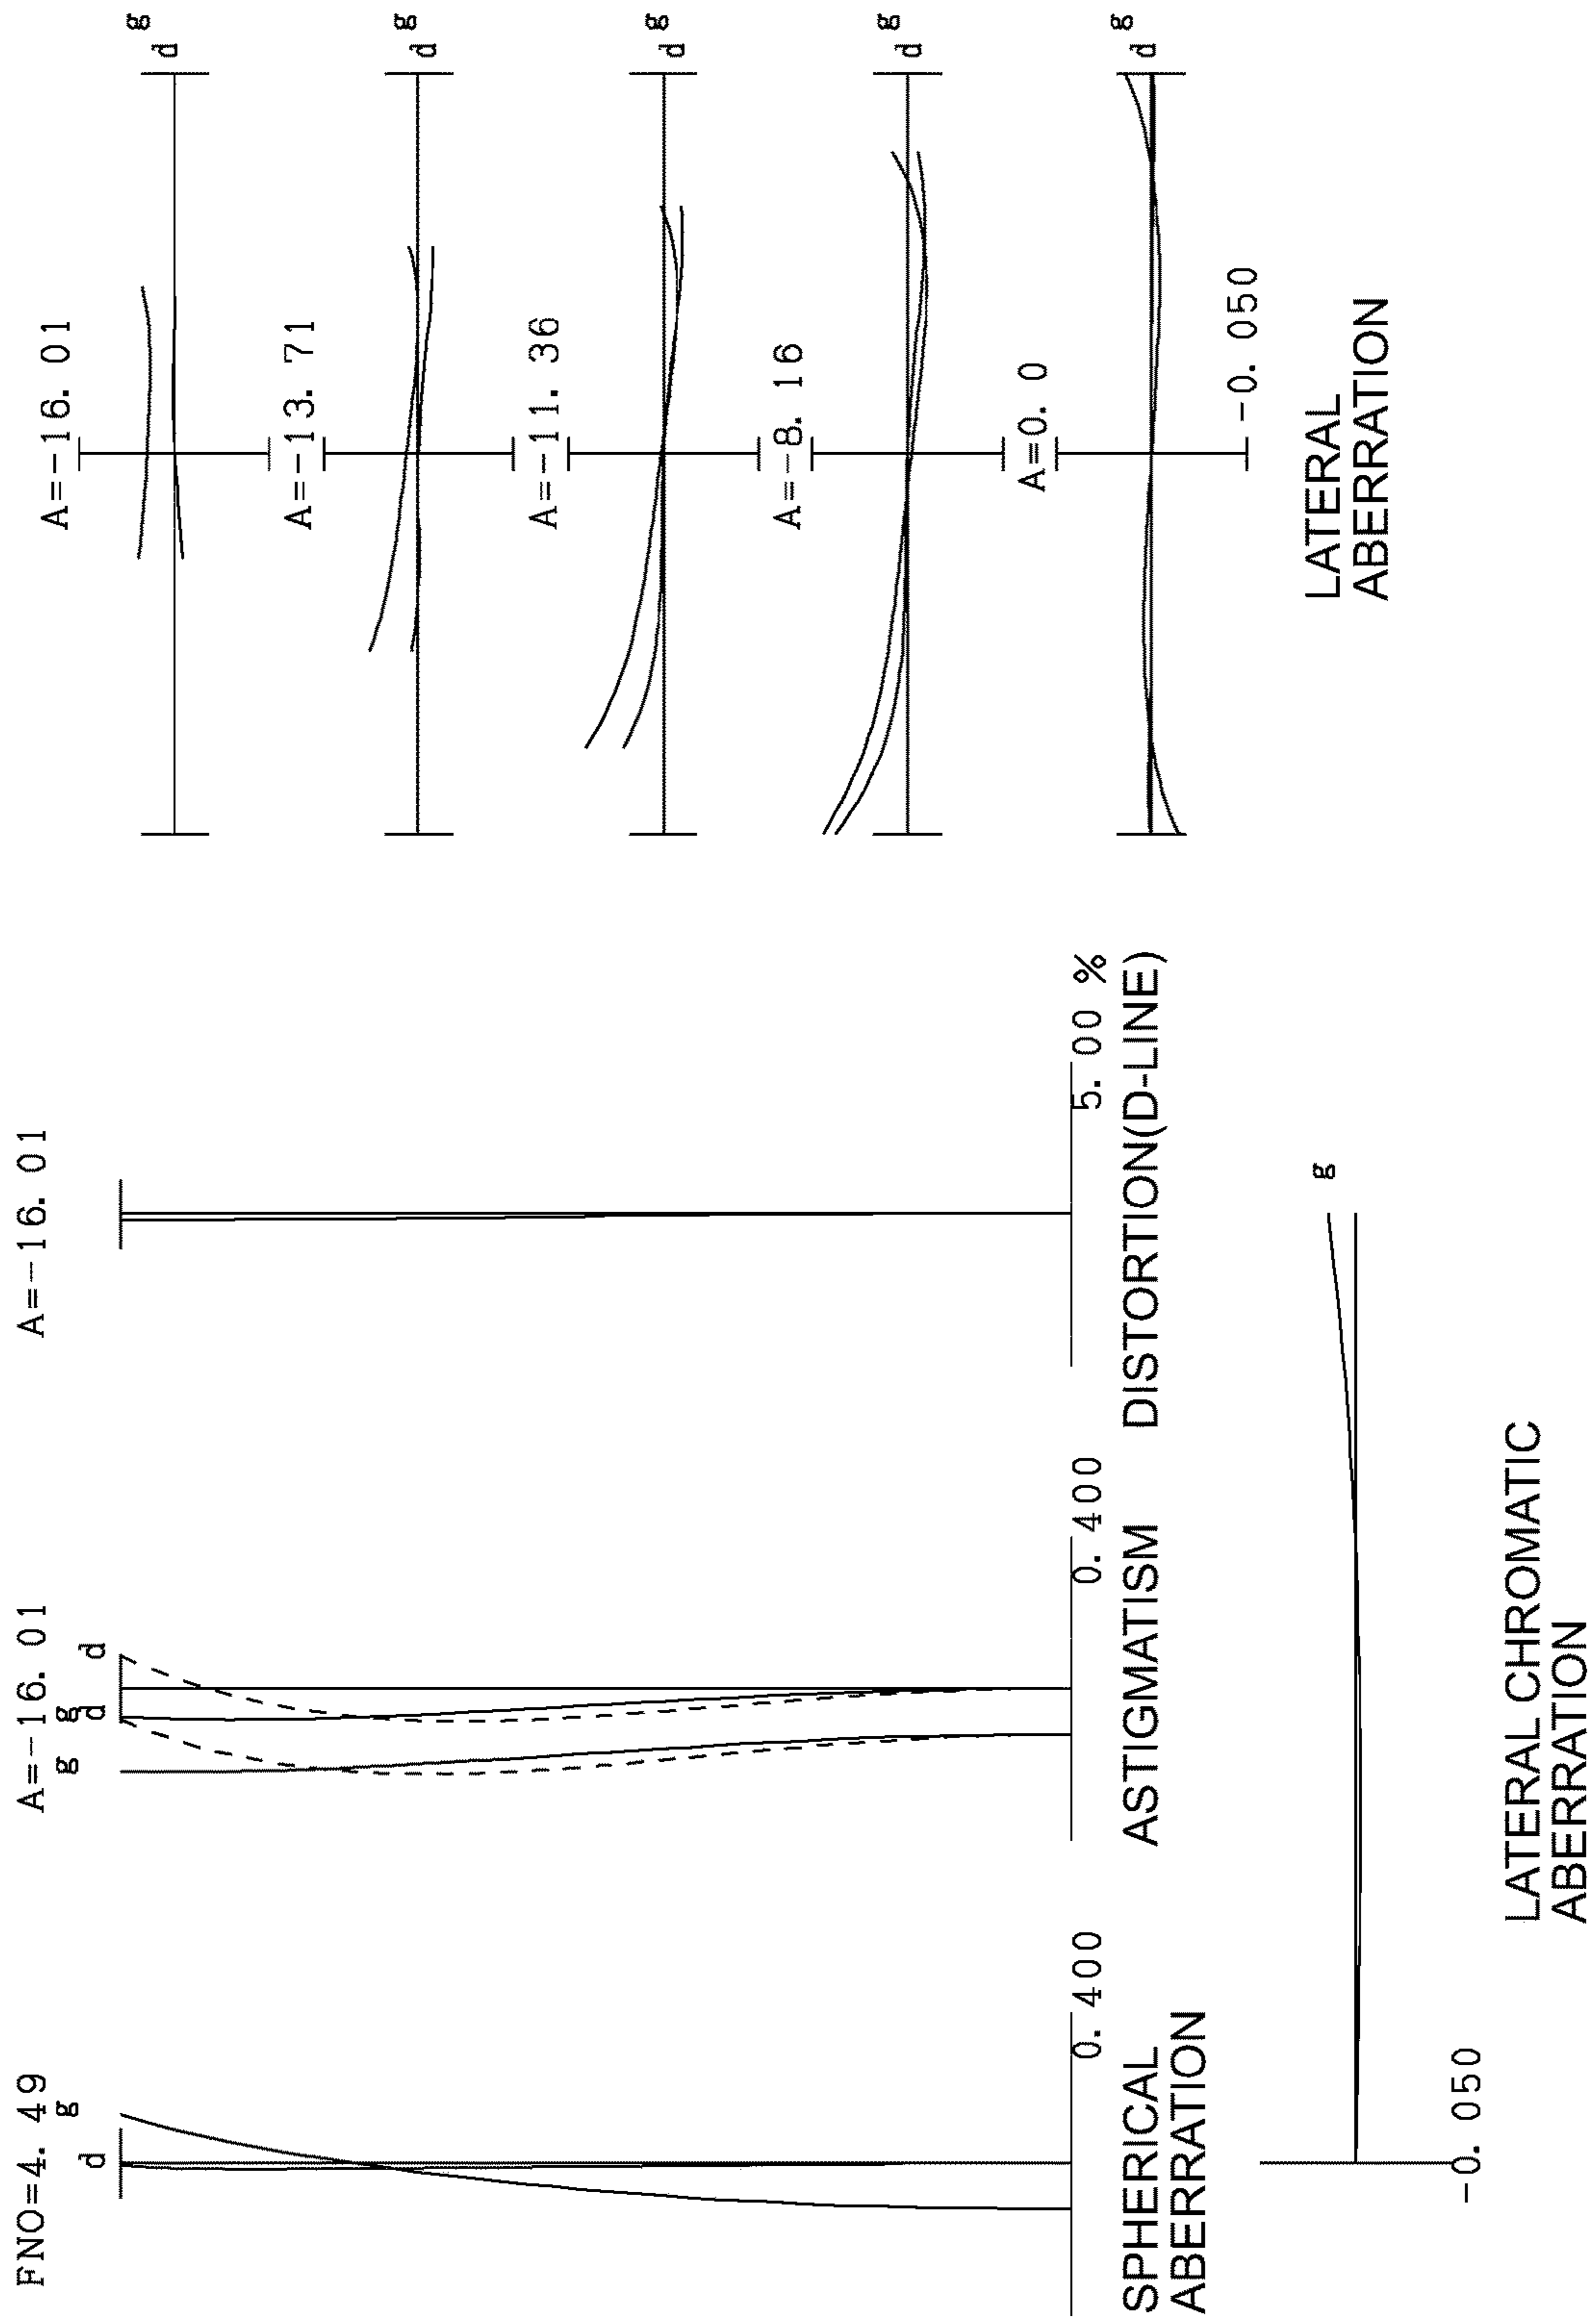 FNO=4. 49
d
g
0. 400
SPHERICAL
ABERRATION
A=-16. 01
g
g
d
d
0. 400
ASTIGMATISM
A=-16. 01
5. 00 %
DISTORTION(D-LINE)
-0. 050
g
LATERAL CHROMATIC
ABERRATION
A=-16. 01
g
d
A=-13. 71
g
d
A=-11. 36
g
d
A=-8. 16
g
d
A=0. 0
g
d
-0. 050
LATERAL
ABERRATION